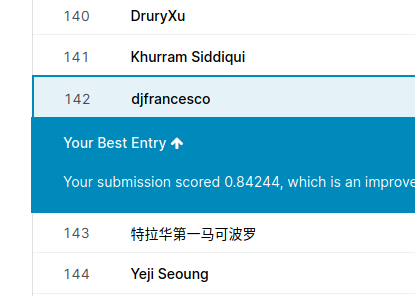 140 DruryXu
141 Khurram Siddiqui
142 djfrancesco
Your Best Entry ↑
Your submission scored 0.84244, which is an improve
143 特拉华第一马可波罗
144 Yeji Seoung